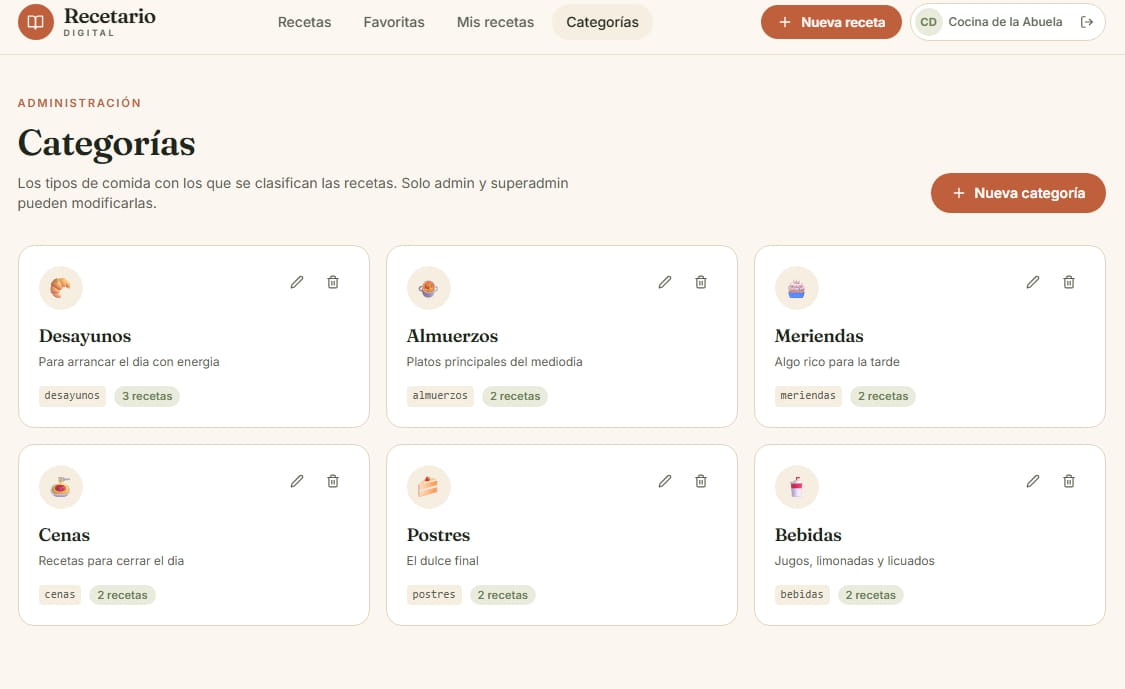 Recetario
DIGITAL
Recetas
Favoritas
Mis recetas
Categorías
+ Nueva receta
CD
Cocina de la Abuela
ADMINISTRACIÓN
Categorías
Los tipos de comida con los que se clasifican las recetas. Solo admin y superadmin
pueden modificarlas.
+ Nueva categoría
Desayunos
Para arrancar el dia con energia
desayunos
3 recetas
Almuerzos
Platos principales del mediodia
almuerzos
2 recetas
Meriendas
Algo rico para la tarde
meriendas
2 recetas
Cenas
Recetas para cerrar el dia
cenas
2 recetas
Postres
El dulce final
postres
2 recetas
Bebidas
Jugos, limonadas y licuados
bebidas
2 recetas